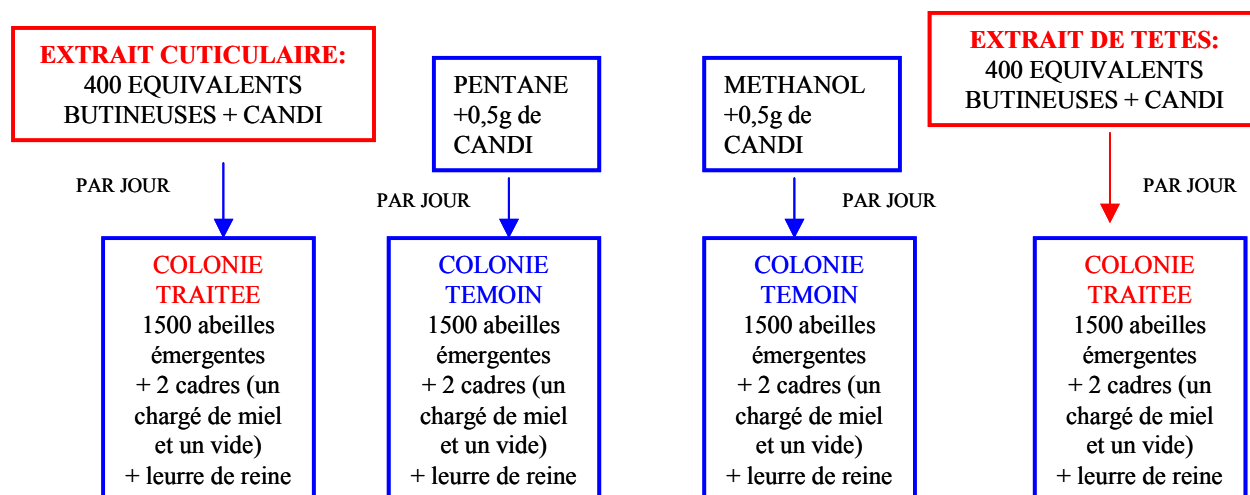 EXTRAIT CUTICULAIRE:
400 EQUIVALENTS
BUTINEUSES + CANDI
PENTANE
+0,5g de
CANDI
METHANOL
+0,5g de
CANDI
EXTRAIT DE TETES:
400 EQUIVALENTS
BUTINEUSES + CANDI
PAR JOUR
PAR JOUR
PAR JOUR
PAR JOUR
COLONIE
TRAITEE
1500 abeilles
émergentes
+ 2 cadres (un
chargé de miel
et un vide)
+ leurre de reine
COLONIE
TEMOIN
1500 abeilles
émergentes
+ 2 cadres (un
chargé de miel
et un vide)
+ leurre de reine
COLONIE
TEMOIN
1500 abeilles
émergentes
+ 2 cadres (un
chargé de miel
et un vide)
+ leurre de reine
COLONIE
TRAITEE
1500 abeilles
émergentes
+ 2 cadres (un
chargé de miel
et un vide)
+ leurre de reine